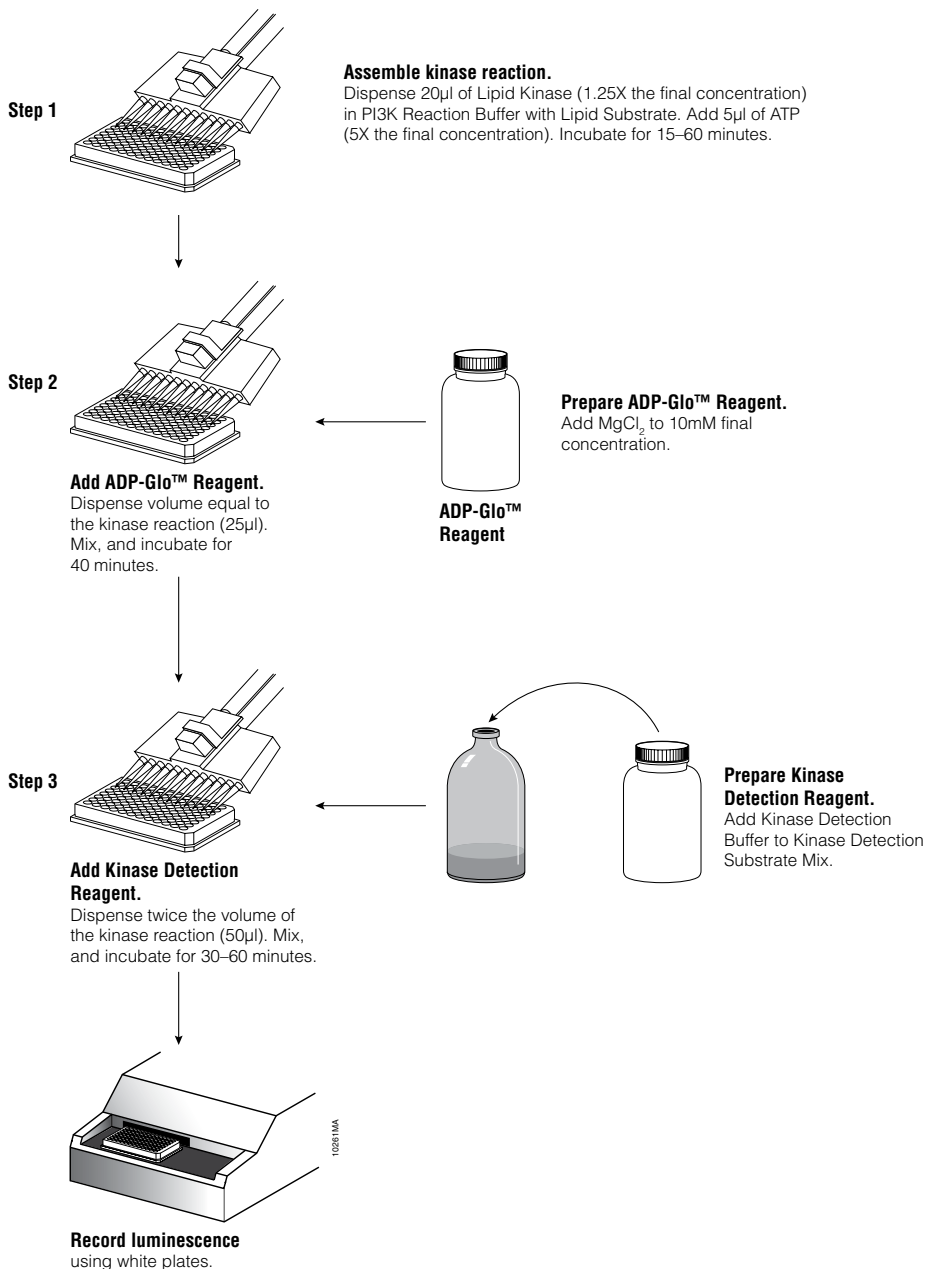 Step 1
Assemble kinase reaction.
Dispense 20µl of Lipid Kinase (1.25X the final concentration)
in PI3K Reaction Buffer with Lipid Substrate. Add 5µl of ATP
(5X the final concentration). Incubate for 15–60 minutes.
Step 2
Add ADP-Glo™ Reagent.
Dispense volume equal to
the kinase reaction (25µl).
Mix, and incubate for
40 minutes.
ADP-Glo™
Reagent
Prepare ADP-Glo™ Reagent.
Add MgCl₂ to 10mM final
concentration.
Step 3
Add Kinase Detection
Reagent.
Dispense twice the volume of
the kinase reaction (50µl). Mix,
and incubate for 30–60 minutes.
Prepare Kinase
Detection Reagent.
Add Kinase Detection
Buffer to Kinase Detection
Substrate Mix.
10261MA
Record luminescence
using white plates.